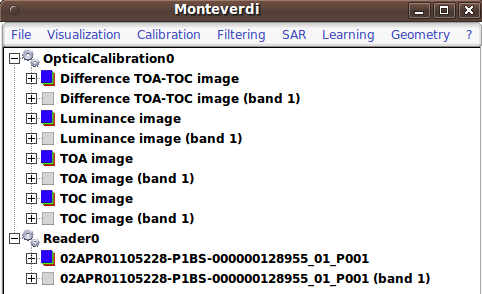 Monteverdi
File Visualization Calibration Filtering SAR Learning Geometry ?
OpticalCalibration0
Difference TOA-TOC image
Difference TOA-TOC image (band 1)
Luminance image
Luminance image (band 1)
TOA image
TOA image (band 1)
TOC image
TOC image (band 1)
Reader0
02APR01105228-P1BS-000000128955_01_P001
02APR01105228-P1BS-000000128955_01_P001 (band 1)